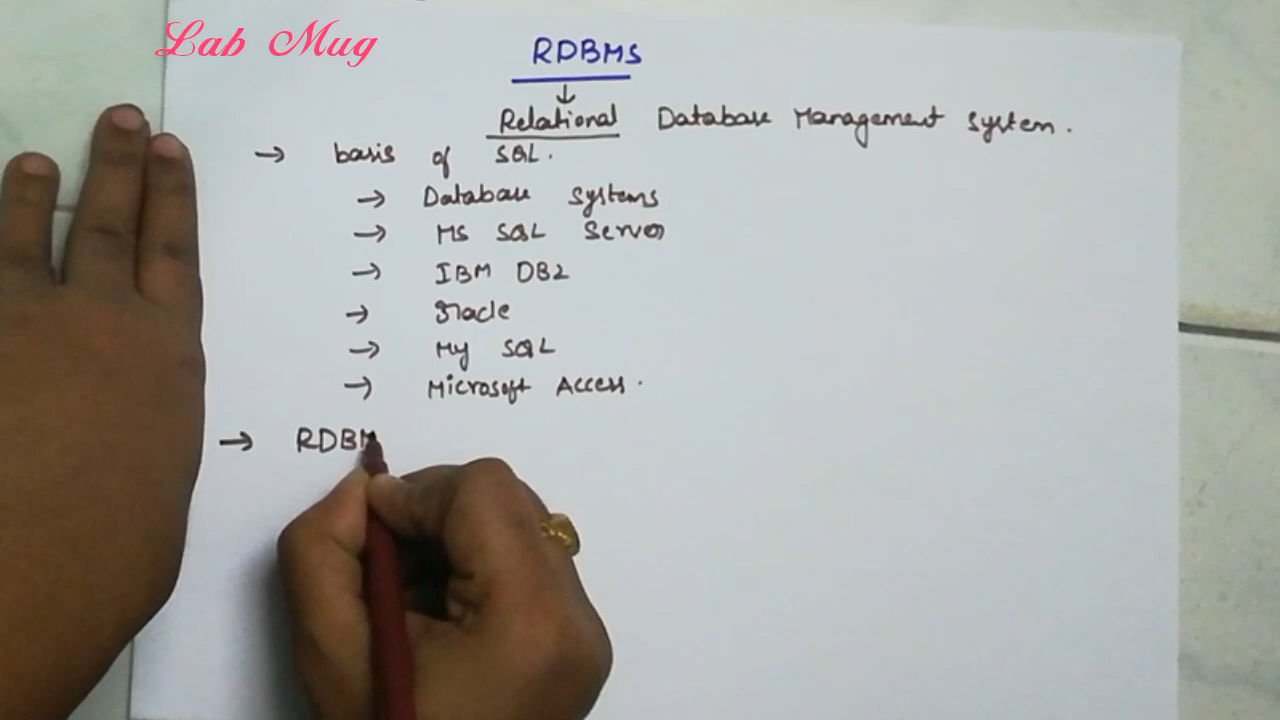 Lab Mug
RDBMS
↓
Relational Database Management System.
→ basis of SQL.
→ Database Systems
→ MS SQL Server
→ IBM DB2
→ Oracle
→ My SQL
→ Microsoft Access.
→ RDBM